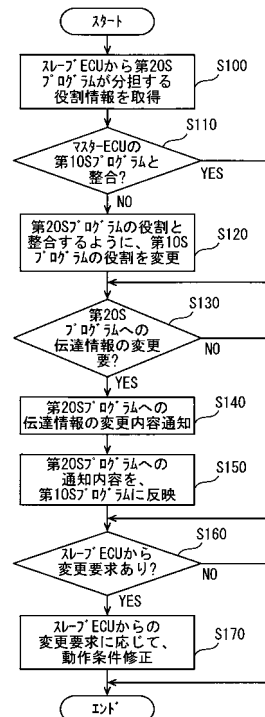 スタート
S100
スレーブECUから第20S
プログラムが分担する
役割情報を取得
S110
マスターECUの
第10Sプログラムと
整合?
YES
NO
S120
第20Sプログラムの役割と
整合するように、第10S
プログラムの役割を変更
S130
第20S
プログラムへの
伝達情報の変更
要?
NO
YES
S140
第20Sプログラムへの
伝達情報の変更内容通知
S150
第20Sプログラムへの
通知内容を、
第10Sプログラムに反映
S160
スレーブECUから
変更要求あり?
NO
YES
S170
スレーブECUからの
変更要求に応じて、
動作条件修正
エンド